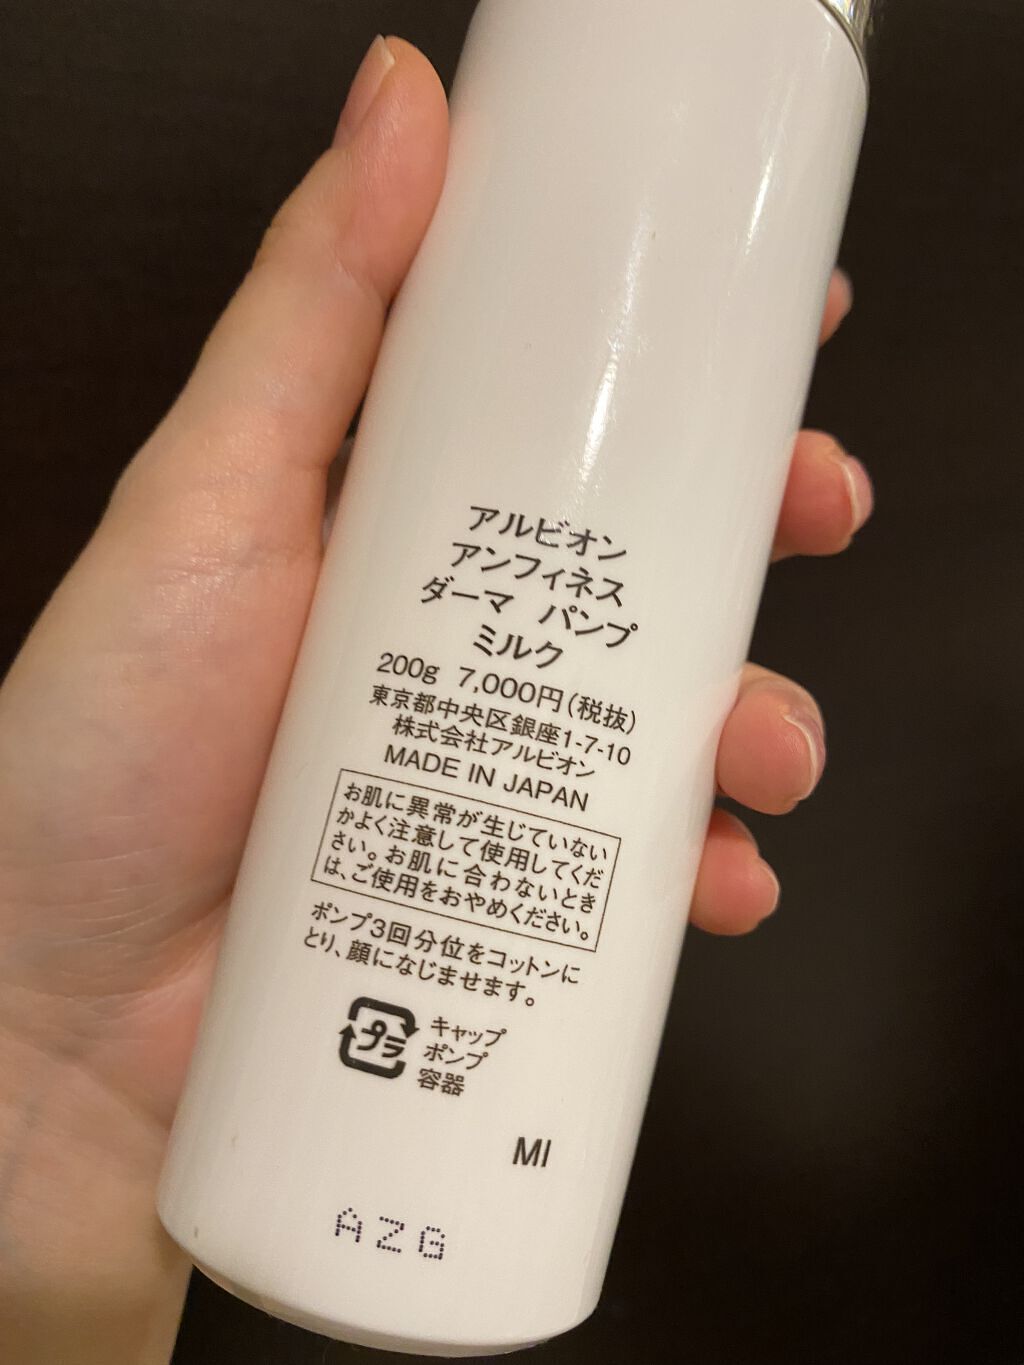 アルビオン
アンフィネス
ダーマ パンプ
ミルク
200g 7,000円(税抜)
東京都中央区銀座1-7-10
株式会社アルビオン
MADE IN JAPAN
お肌に異常が生じていない
かよく注意して使用してくだ
さい。お肌に合わないとき
は、ご使用をおやめください。
ポンプ3回分位をコットンに
とり、顔になじませます。
プラ
キャップ
ポンプ
容器
MI
AZG